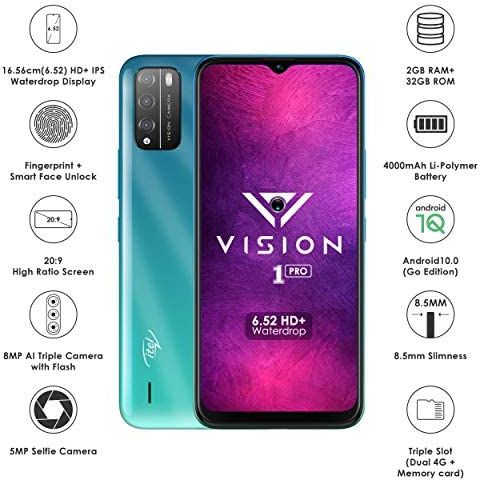 16.56cm(6.52) HD+ IPS
Waterdrop Display
Fingerprint +
Smart Face Unlock
20:9
20:9
High Ratio Screen
8MP AI Triple Camera
with Flash
5MP Selfie Camera
VISION CAMERA
itel
VISION
1 PRO
6.52 HD+
Waterdrop
2GB RAM+
32GB ROM
4000mAh Li-Polymer
Battery
android
10
Android10.0
(Go Edition)
8.5MM
8.5mm Slimness
Triple Slot
(Dual 4G +
Memory card)